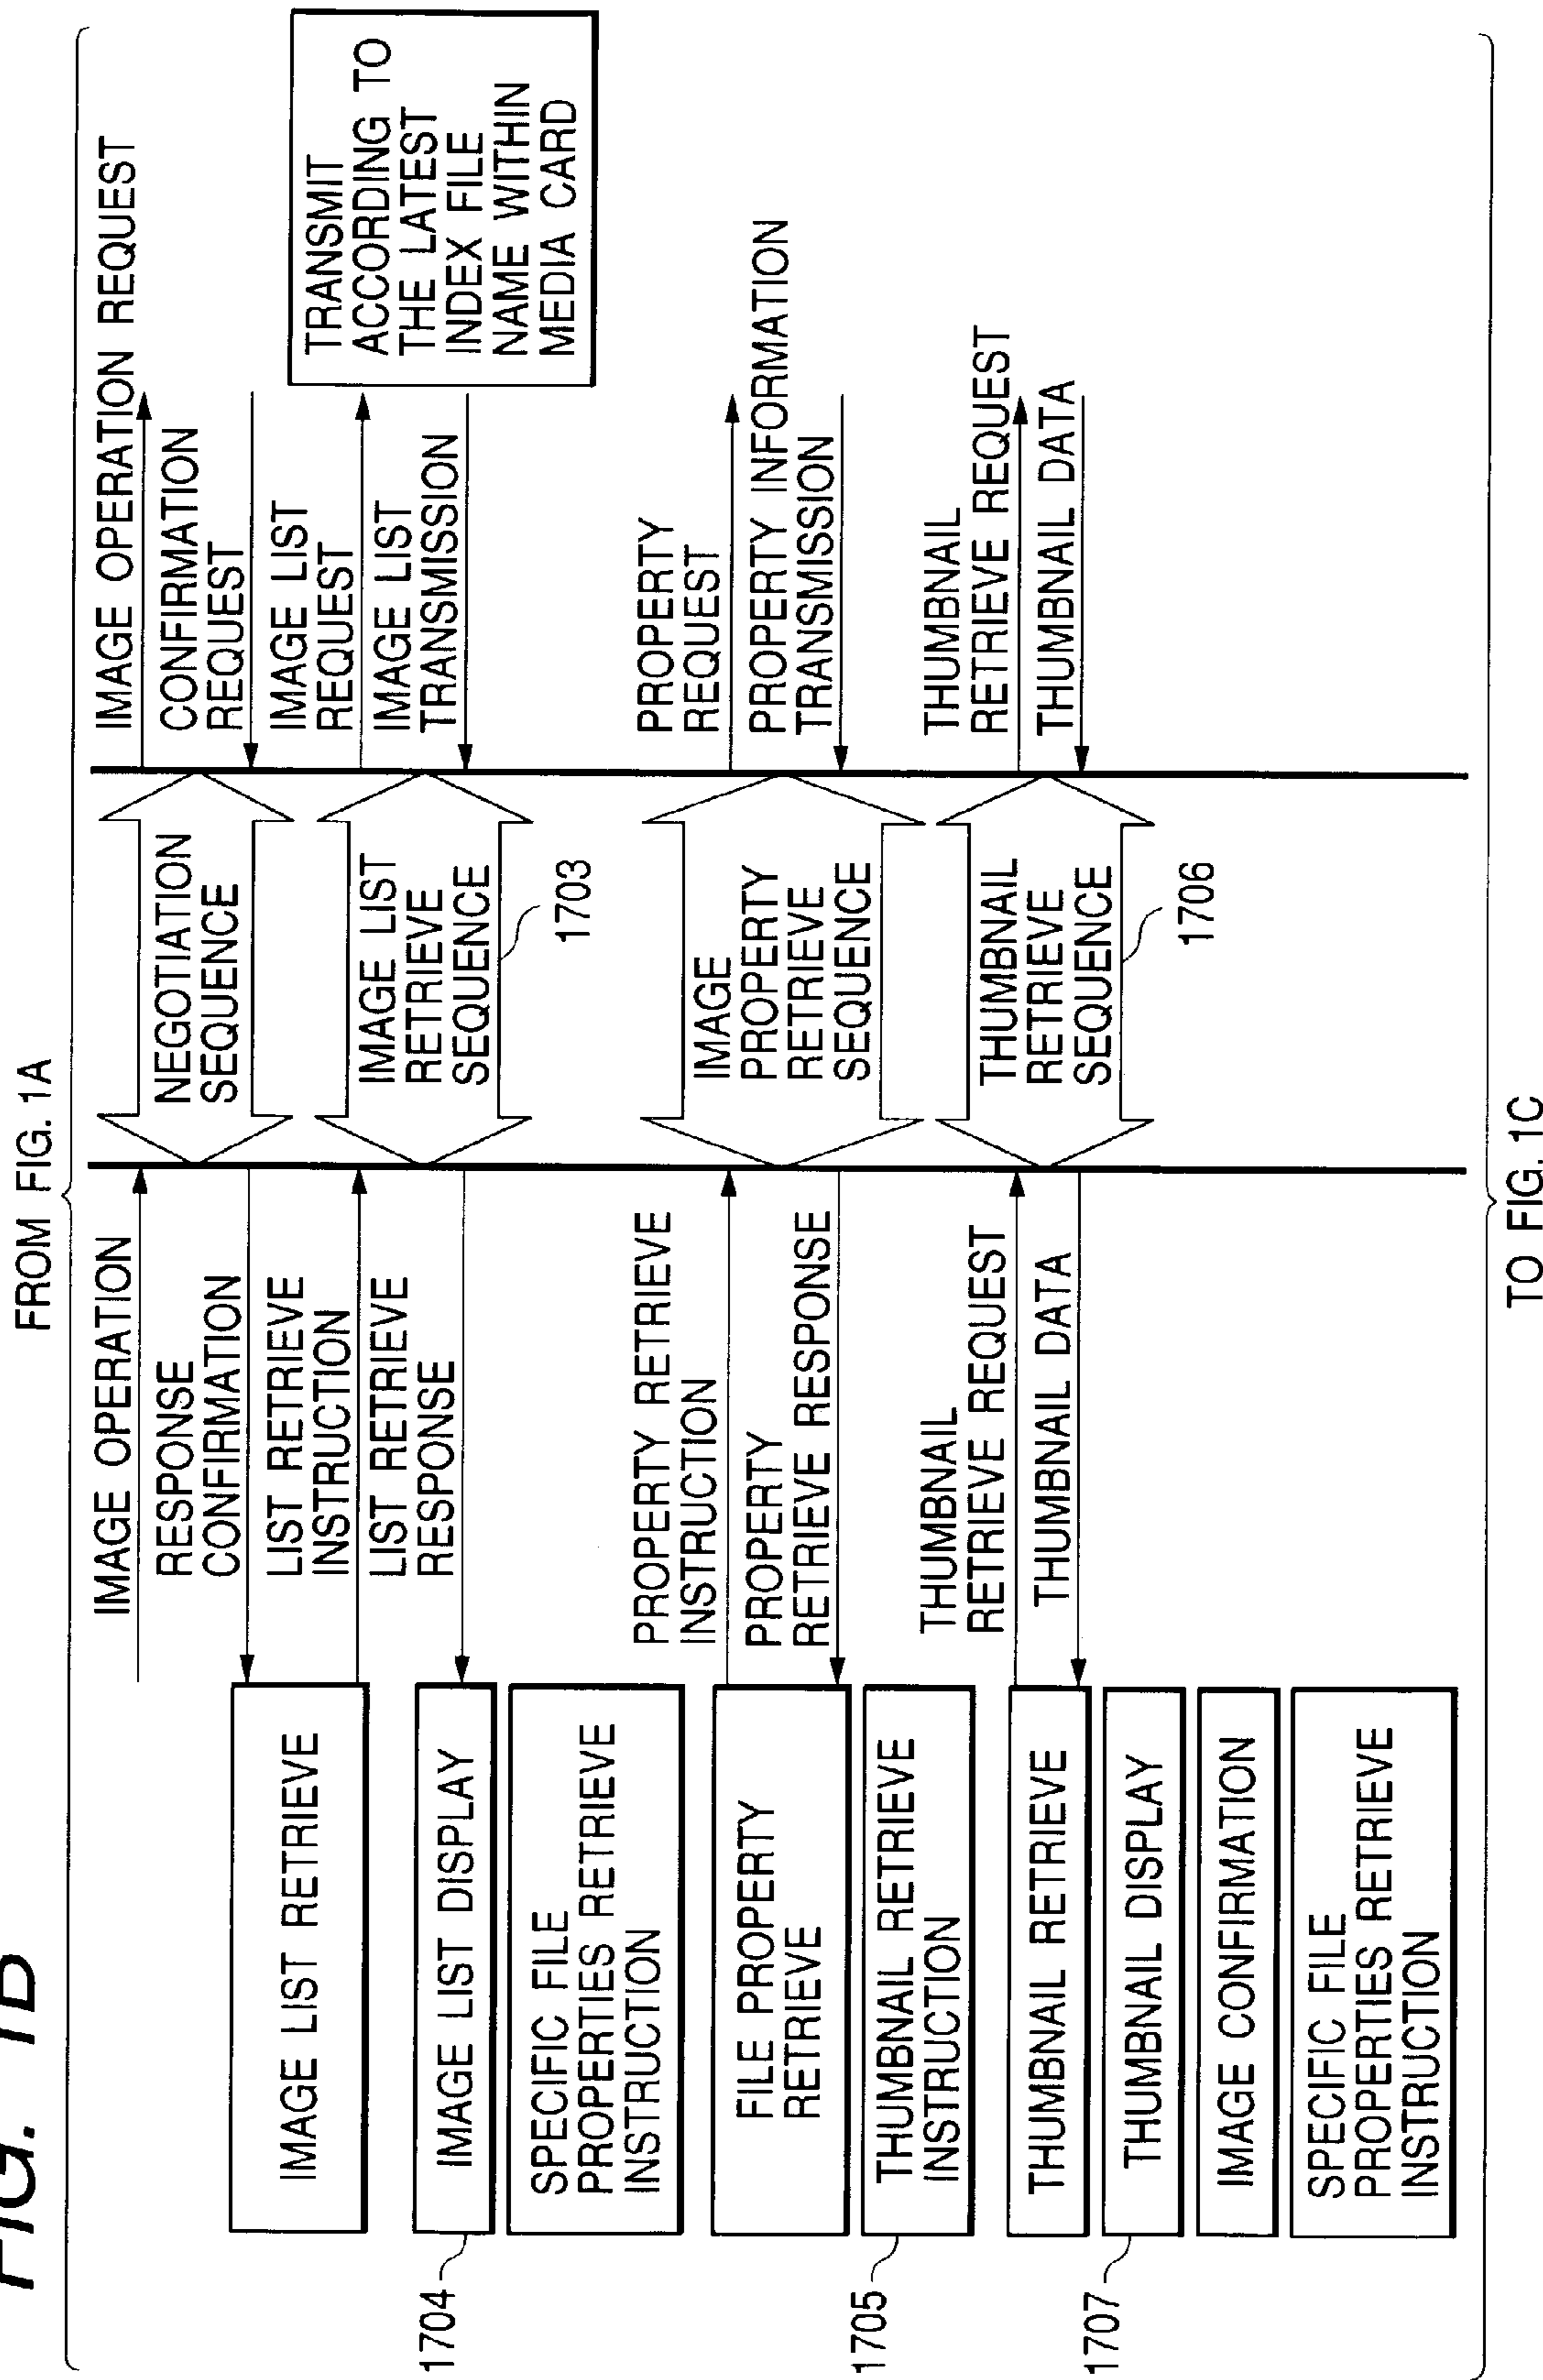 FIG. 1B
FROM FIG. 1A
IMAGE OPERATION
IMAGE OPERATION REQUEST
NEGOTIATION
SEQUENCE
RESPONSE
CONFIRMATION
CONFIRMATION
REQUEST
IMAGE LIST RETRIEVE
LIST RETRIEVE
INSTRUCTION
IMAGE LIST
REQUEST
IMAGE LIST
RETRIEVE
SEQUENCE
1703
TRANSMIT
ACCORDING TO
THE LATEST
INDEX FILE
NAME WITHIN
MEDIA CARD
LIST RETRIEVE
RESPONSE
IMAGE LIST
TRANSMISSION
IMAGE LIST DISPLAY
1704
SPECIFIC FILE
PROPERTIES RETRIEVE
INSTRUCTION
FILE PROPERTY
RETRIEVE
PROPERTY RETRIEVE
INSTRUCTION
IMAGE
PROPERTY
RETRIEVE
SEQUENCE
PROPERTY
REQUEST
PROPERTY
RETRIEVE RESPONSE
PROPERTY INFORMATION
TRANSMISSION
THUMBNAIL RETRIEVE
INSTRUCTION
1705
THUMBNAIL RETRIEVE
THUMBNAIL
RETRIEVE REQUEST
THUMBNAIL
RETRIEVE
SEQUENCE
1706
THUMBNAIL
RETRIEVE REQUEST
THUMBNAIL DATA
THUMBNAIL DATA
THUMBNAIL DISPLAY
1707
IMAGE CONFIRMATION
SPECIFIC FILE
PROPERTIES RETRIEVE
INSTRUCTION
TO FIG. 1C